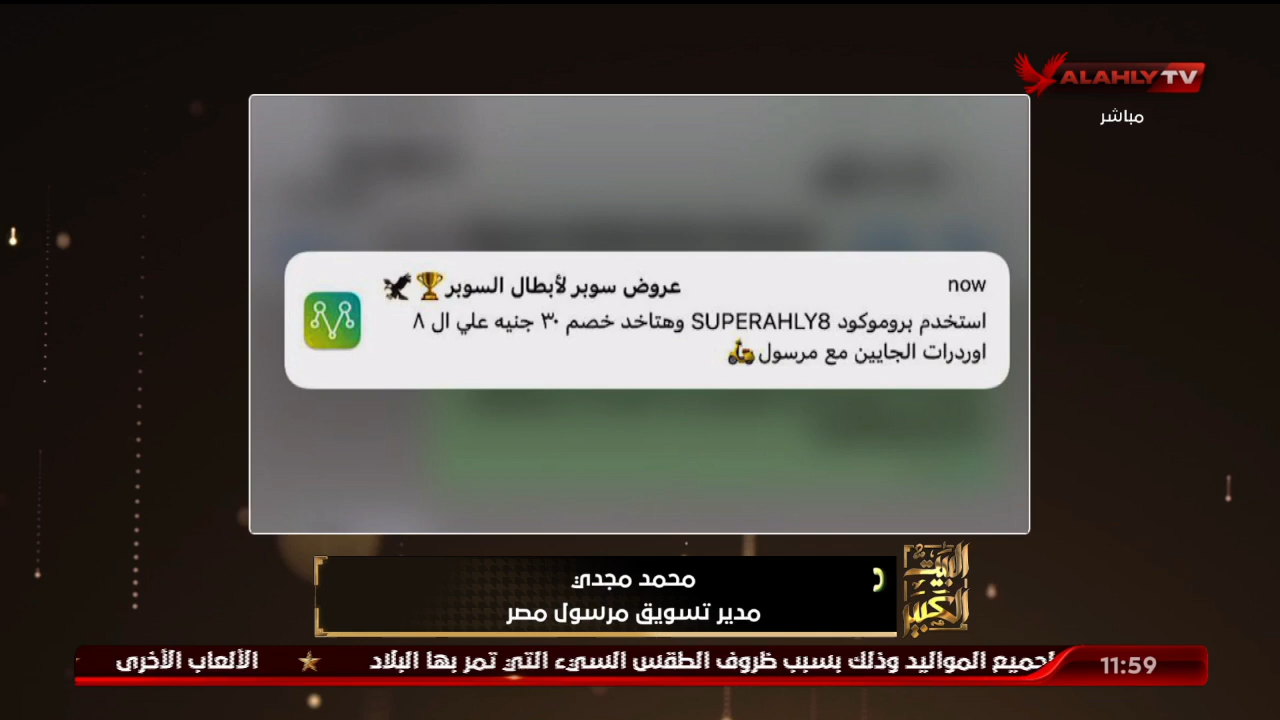 ALAHLY TV
مباشر
now
عروض سوبر لأبطال السوبر
استخدم بروموكود SUPERAHLY8 وهتاخد خصم ٣٠ جنيه علي ال ٨
اوردرات الجايين مع مرسول
محمد مجدي
مدير تسويق مرسول مصر
البيت الكبير
11:59
لجميع المواليد وذلك بسبب ظروف الطقس السيء التي تمر بها البلاد ★ الألعاب الأخرى